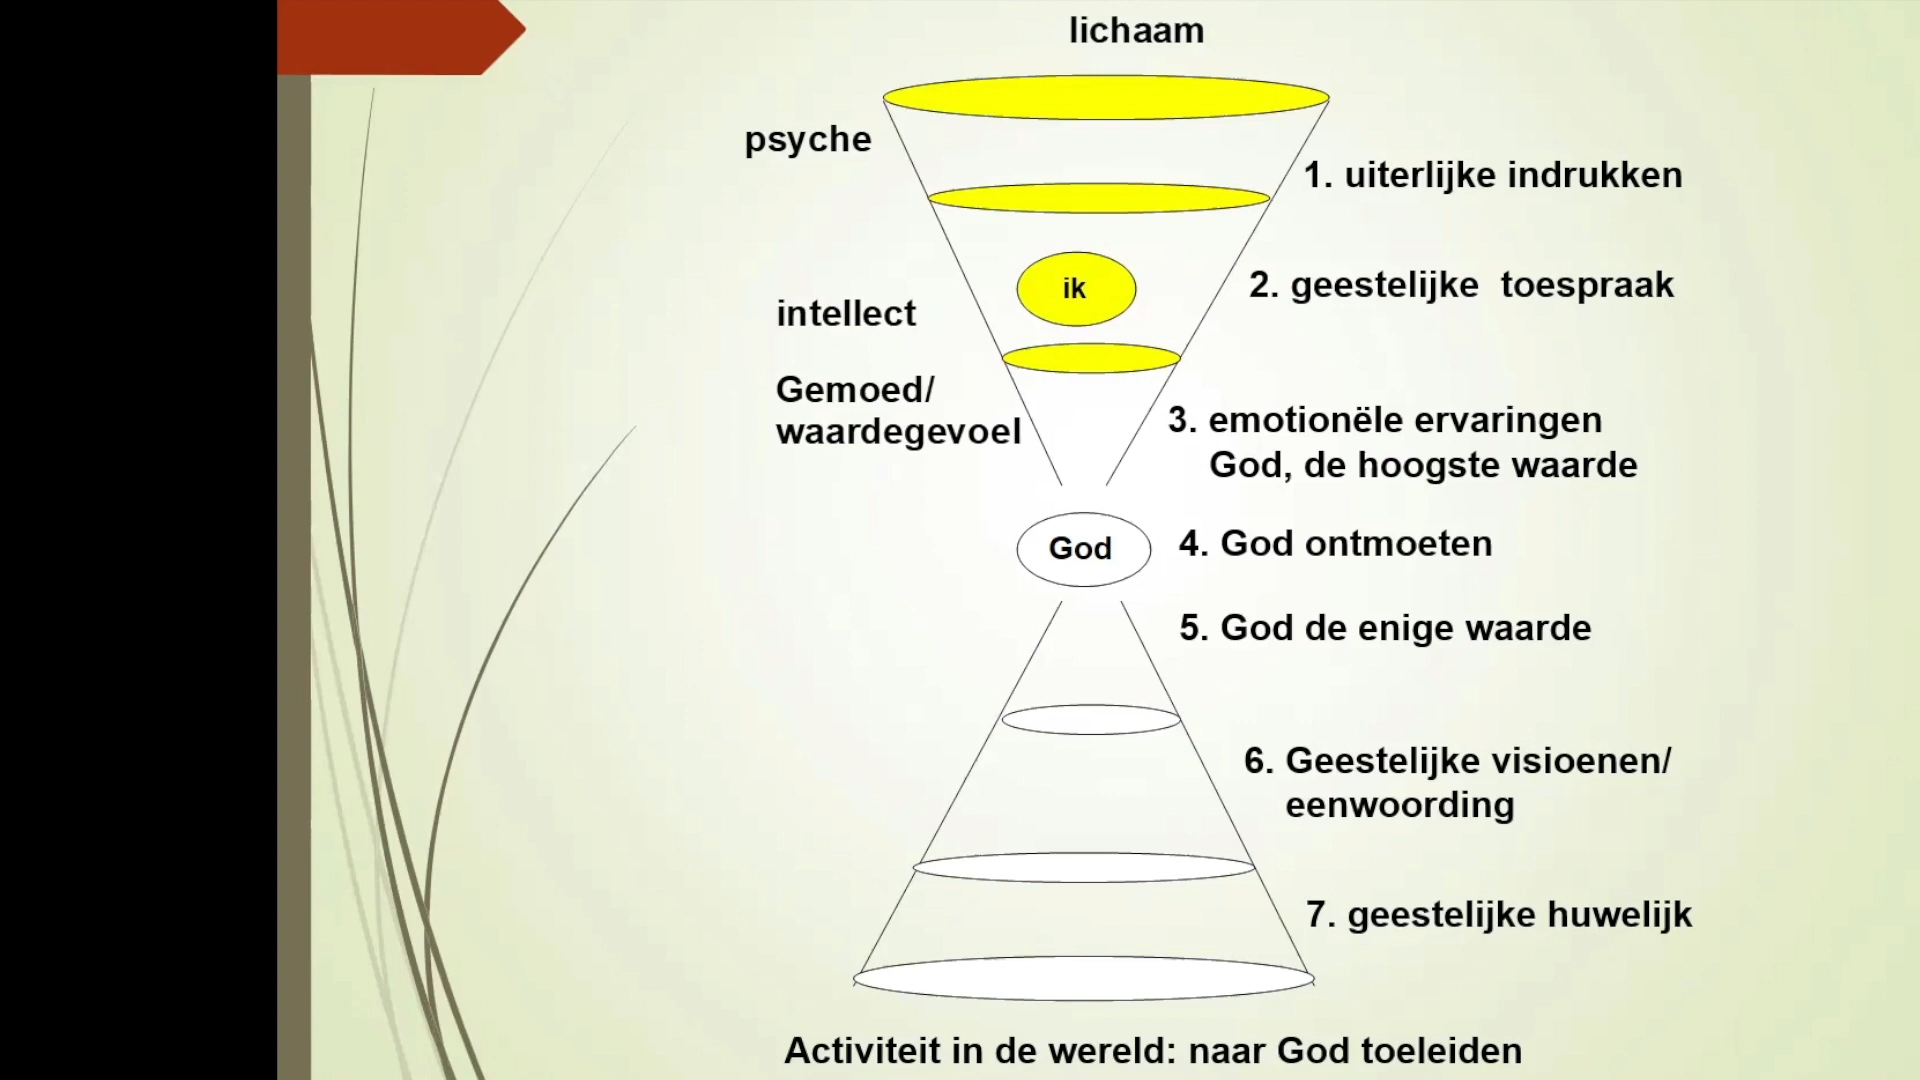 lichaam
psyche
1. uiterlijke indrukken
ik
2. geestelijke toespraak
intellect
Gemoed/
waardegevoel
3. emotionële ervaringen
God, de hoogste waarde
God
4. God ontmoeten
5. God de enige waarde
6. Geestelijke visioenen/
eenwoording
7. geestelijke huwelijk
Activiteit in de wereld: naar God toeleiden